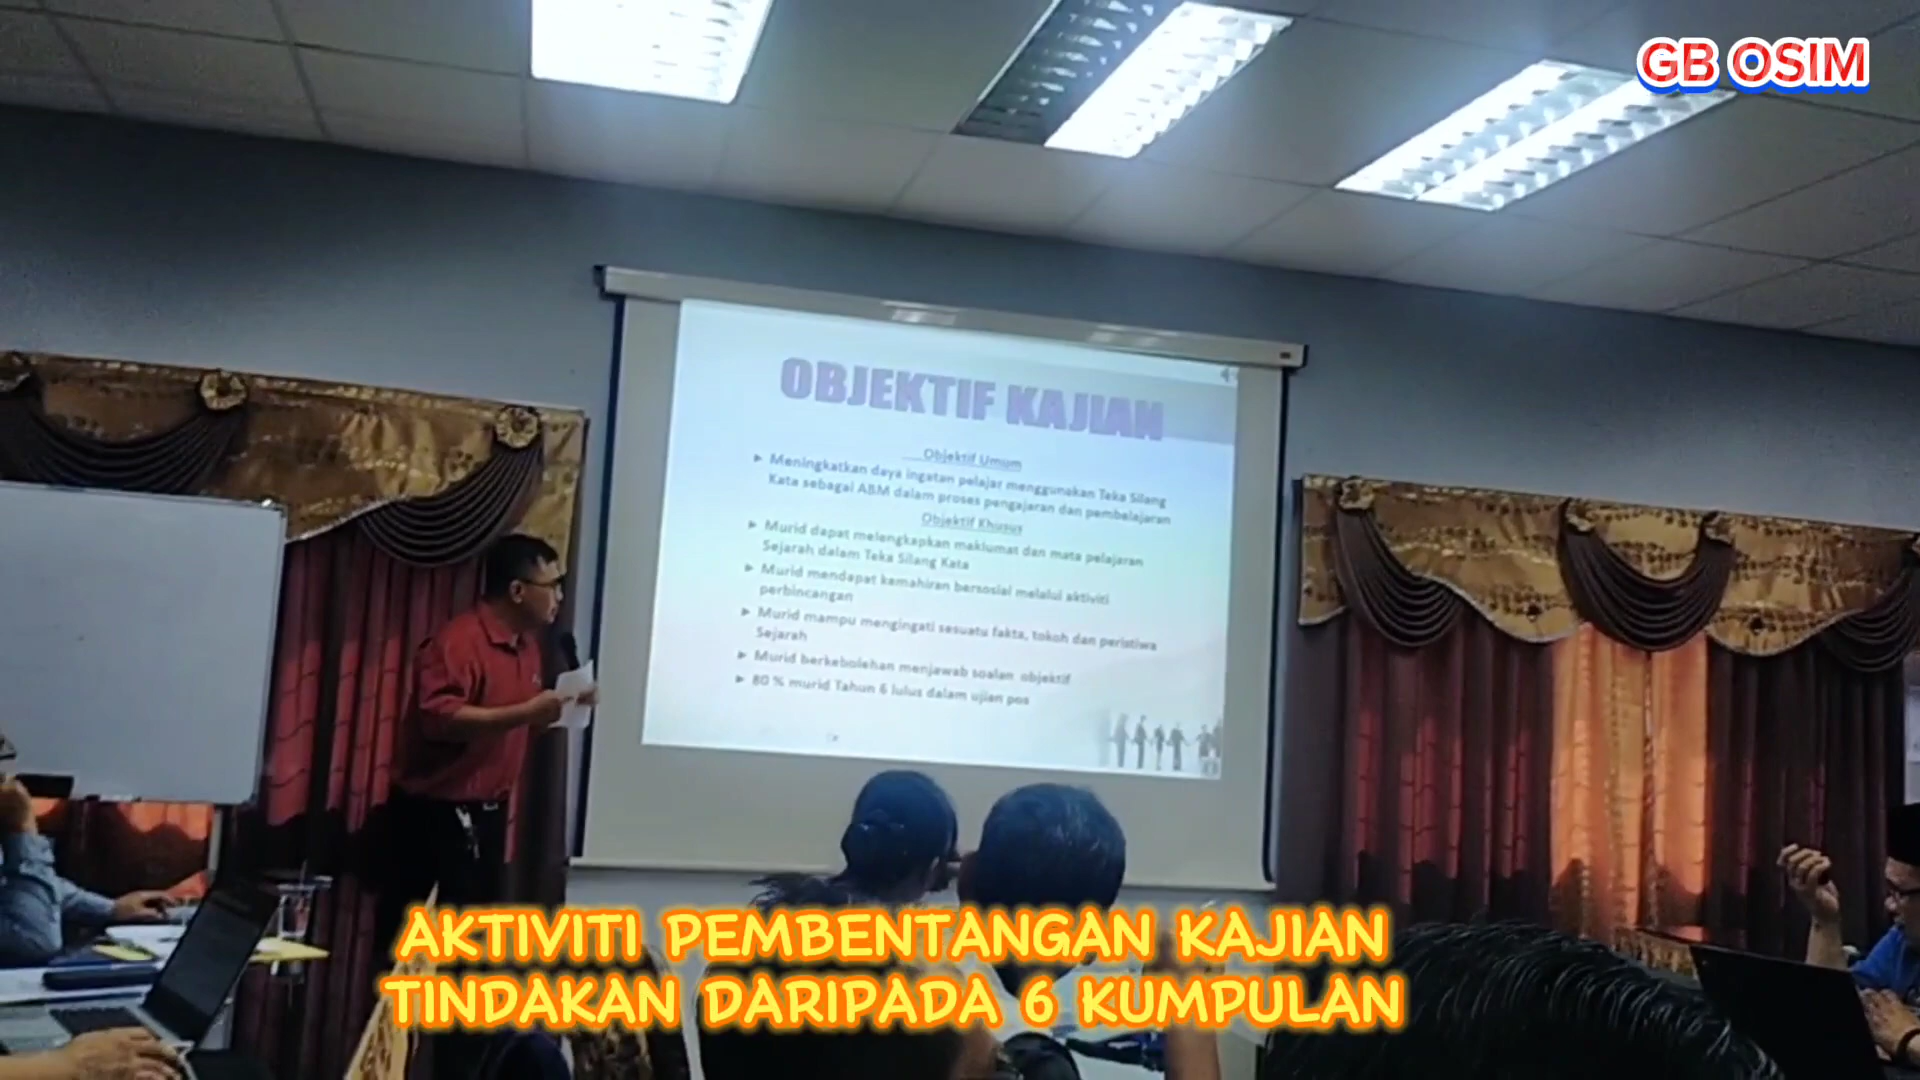 GB OSIM
OBJEKTIF KAJIAN
Objektif Umum
Meningkatkan daya ingatan pelajar menggunakan Teka Silang
Kata sebagai ABM dalam proses pengajaran dan pembelajaran
Objektif Khusus
Murid dapat melengkapkan maklumat dan mata pelajaran
Sejarah dalam Teka Silang Kata
Murid mendapat kemahiran bersosial melalui aktiviti
perbincangan
Murid mampu mengingati sesuatu fakta, tokoh dan peristiwa
Sejarah
Murid berkebolehan menjawab soalan objektif
80 % murid Tahun 6 lulus dalam ujian pos
AKTIVITI PEMBENTANGAN KAJIAN
TINDAKAN DARIPADA 6 KUMPULAN